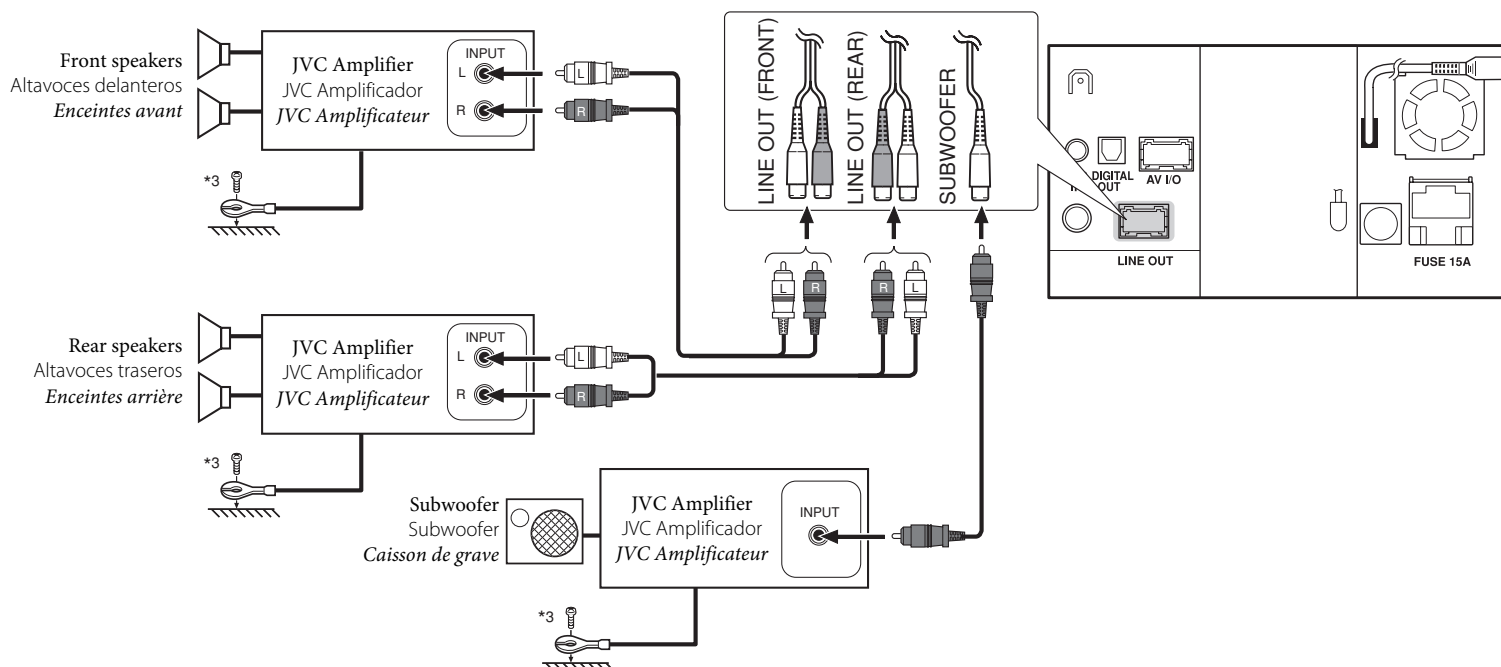 Front speakers
Altavoces delanteros
Enceintes avant
JVC Amplifier
JVC Amplificador
JVC Amplificateur
INPUT
L
R
L
R
*3
LINE OUT (FRONT)
LINE OUT (REAR)
SUBWOOFER
DIGITAL
OUT
AV I/O
LINE OUT
FUSE 15A
L
R
R
L
Rear speakers
Altavoces traseros
Enceintes arrière
JVC Amplifier
JVC Amplificador
JVC Amplificateur
INPUT
L
R
L
R
*3
Subwoofer
Subwoofer
Caisson de grave
JVC Amplifier
JVC Amplificador
JVC Amplificateur
INPUT
*3